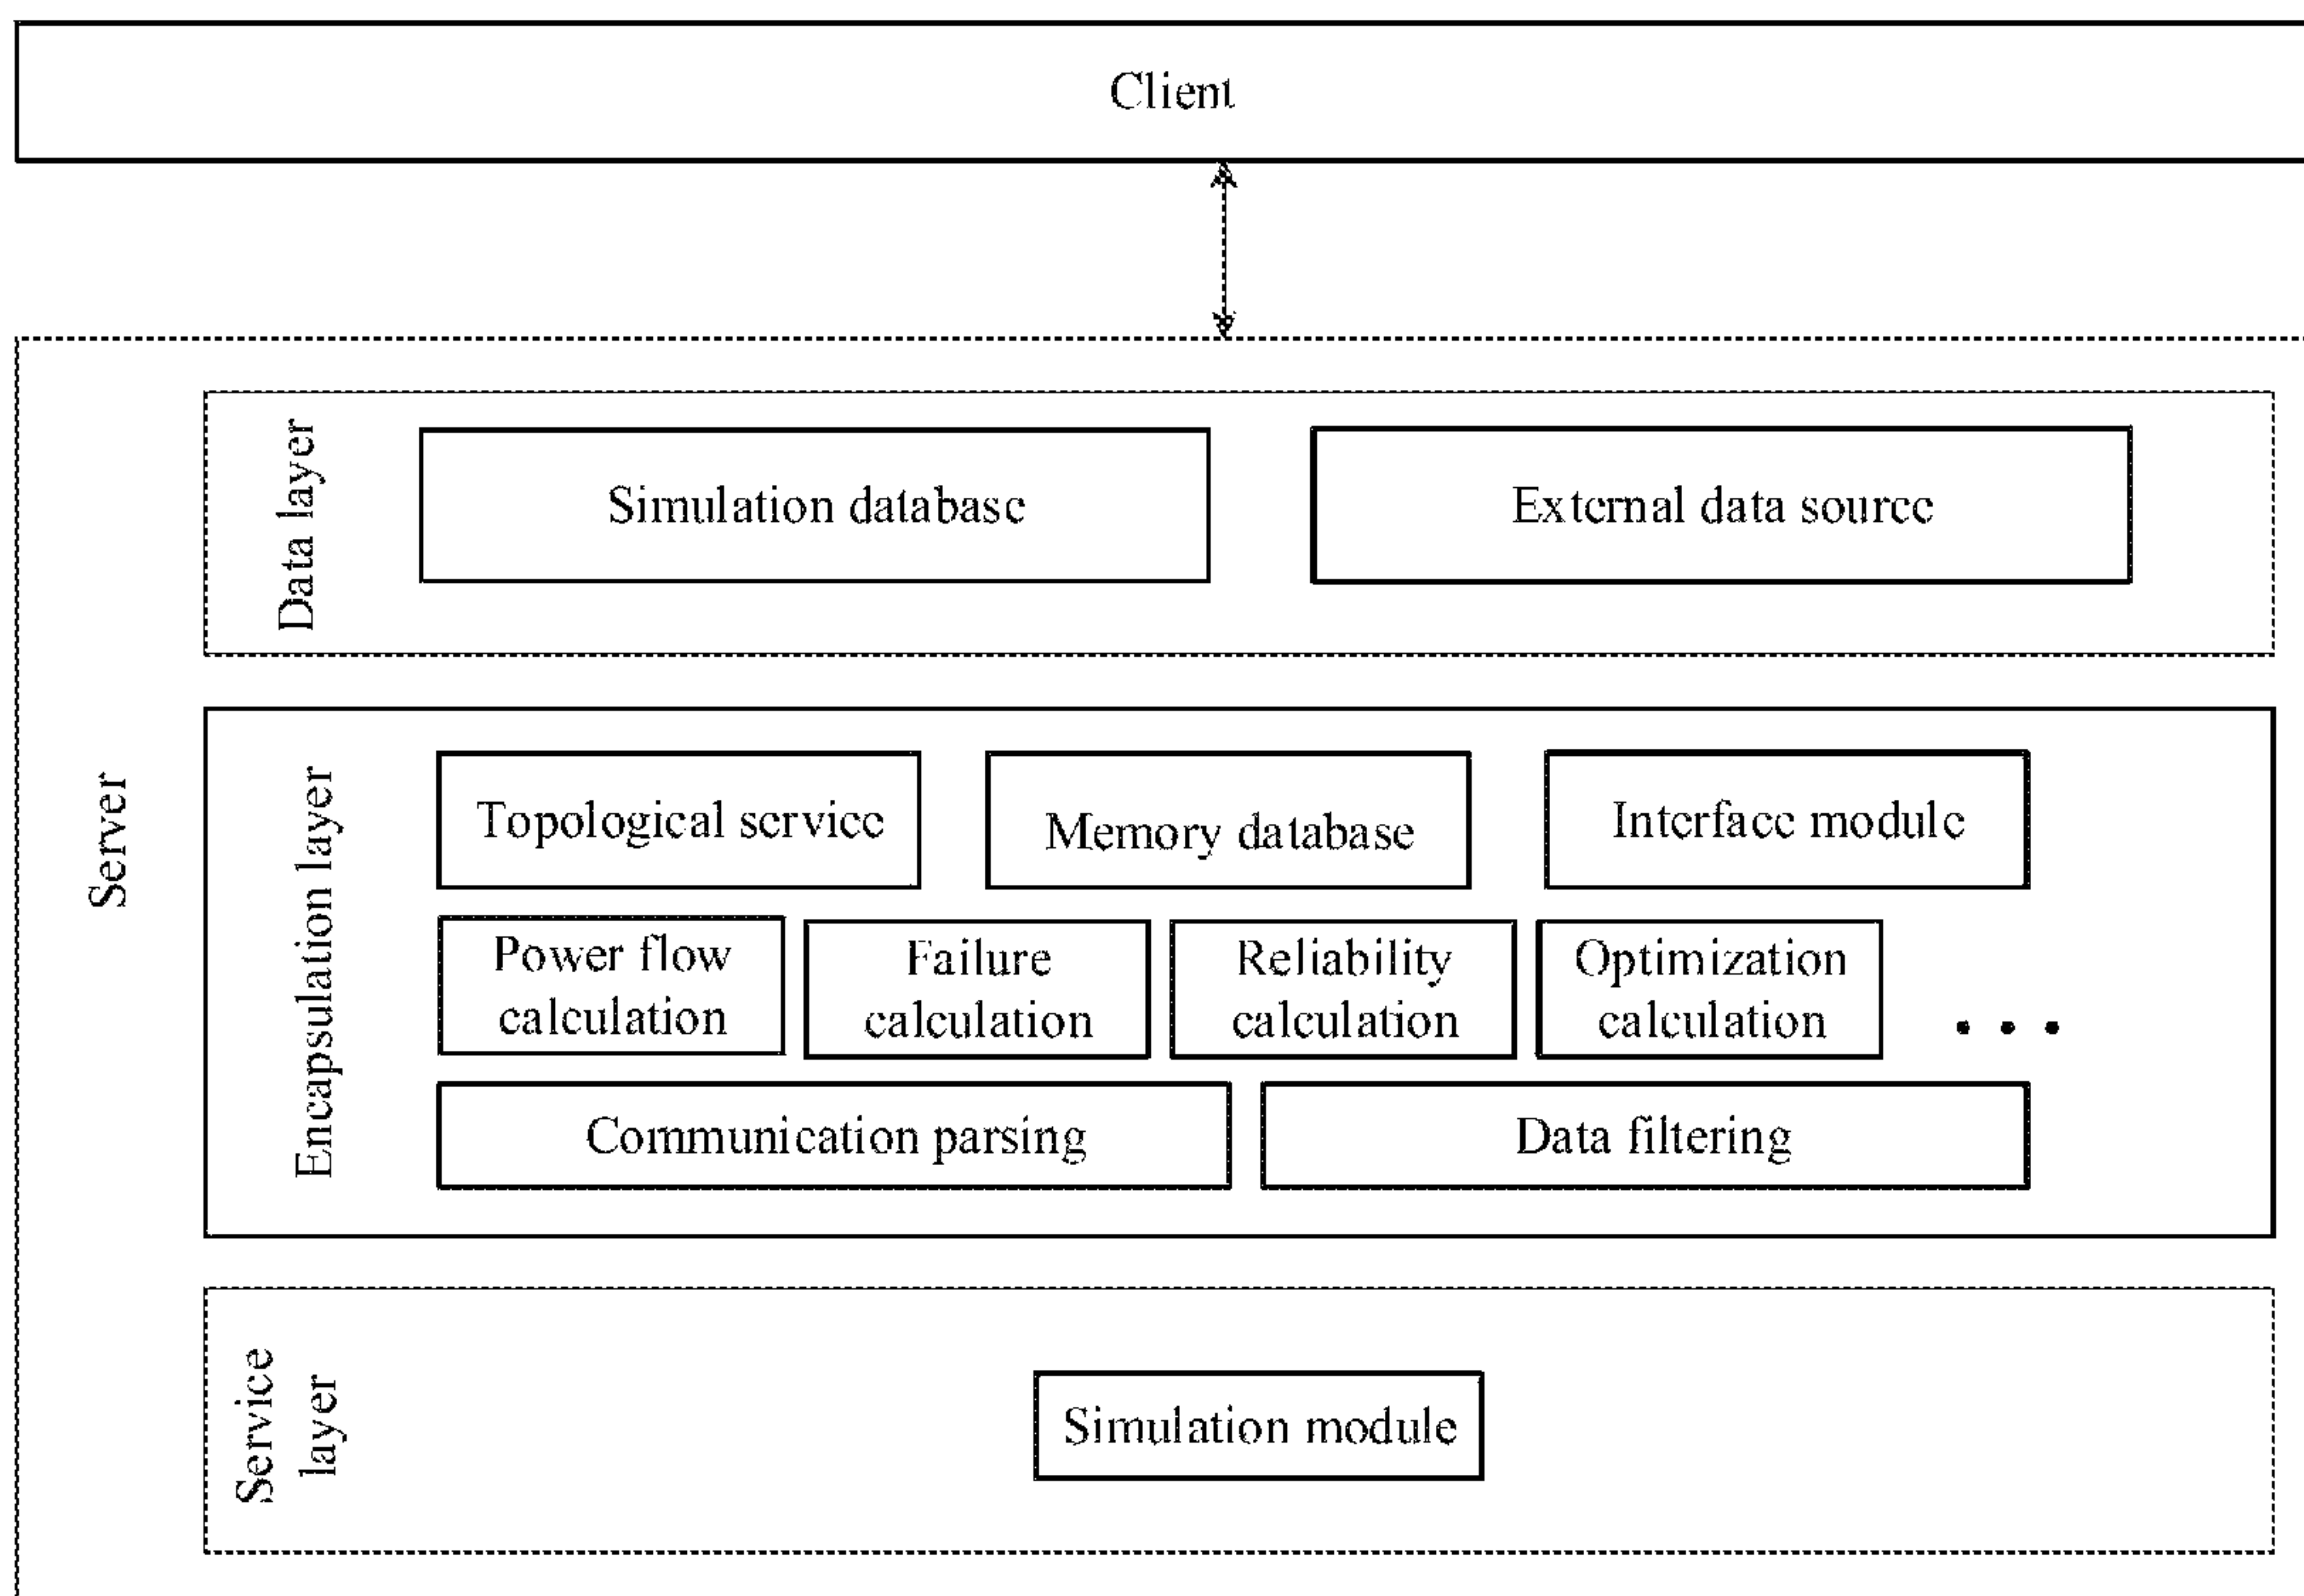 Client
Server
Data layer
Simulation database
External data source
Encapsulation layer
Topological service
Memory database
Interface module
Power flow
calculation
Failure
calculation
Reliability
calculation
Optimization
calculation
• • •
Communication parsing
Data filtering
Service
layer
Simulation module